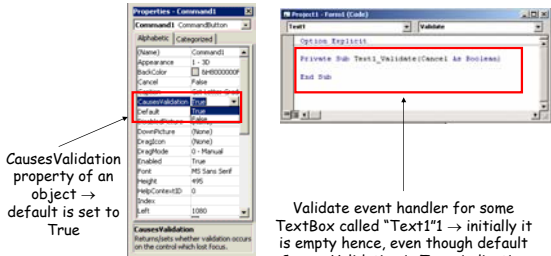 Properties - Command1
Command1 CommandButton
Alphabetic Categorized
(Name) Command1
Appearance 1 - 3D
BackColor &H8000000F
Cancel False
Caption Get Letter Grad
CausesValidation True
Default True
False
DownPicture (None)
DragIcon (None)
DragMode 0 - Manual
Enabled True
Font MS Sans Serif
Height 495
HelpContextID 0
Index
Left 1080
CausesValidation
Returns/sets whether validation occurs
on the control which lost focus.
CausesValidation
property of an
object →
default is set to
True
Project1 - Form1 (Code)
Text1 Validate
Option Explicit
Private Sub Text1_Validate(Cancel As Boolean)
End Sub
Validate event handler for some
TextBox called "Text1"1 → initially it
is empty hence, even though default